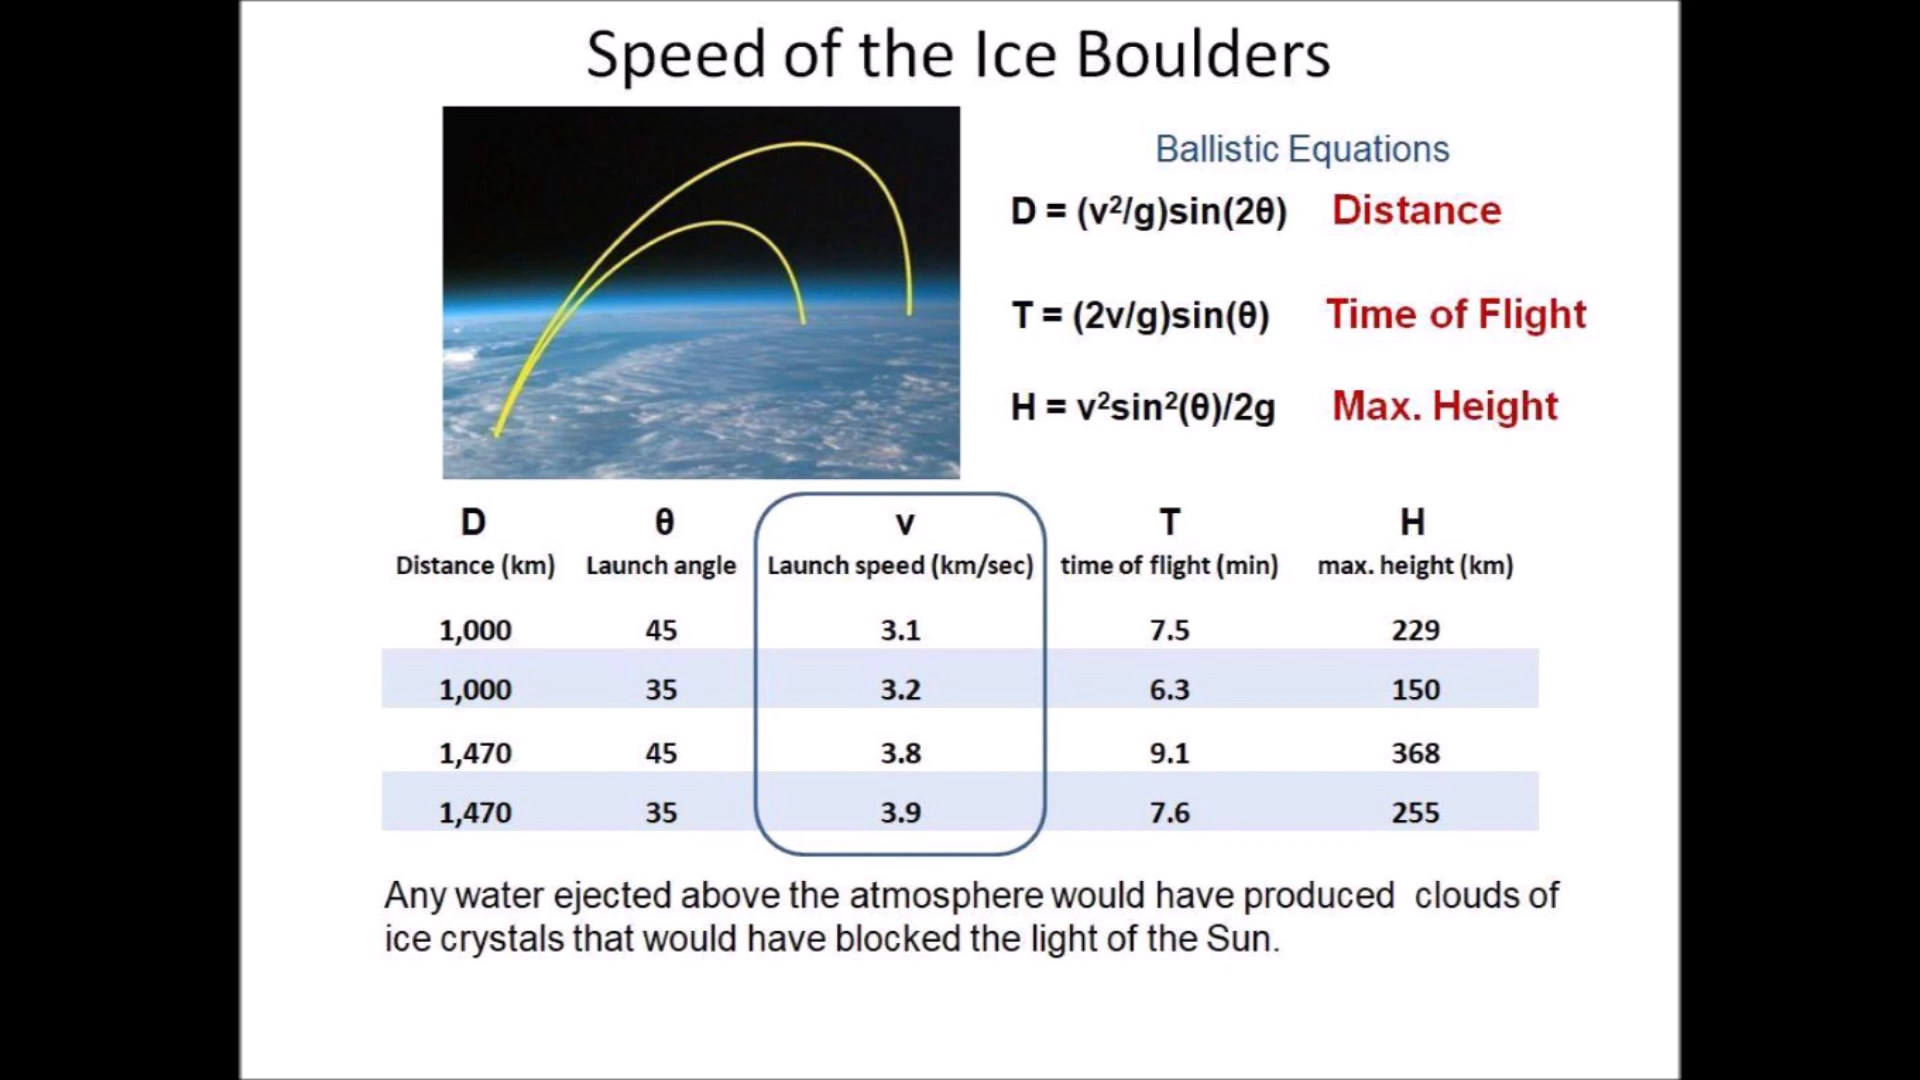 Speed of the Ice Boulders
Ballistic Equations
D = (v²/g)sin(2θ) Distance
T = (2v/g)sin(θ) Time of Flight
H = v²sin²(θ)/2g Max. Height
D θ v T H
Distance (km) Launch angle Launch speed (km/sec) time of flight (min) max. height (km)
1,000 45 3.1 7.5 229
1,000 35 3.2 6.3 150
1,470 45 3.8 9.1 368
1,470 35 3.9 7.6 255
Any water ejected above the atmosphere would have produced clouds of
ice crystals that would have blocked the light of the Sun.